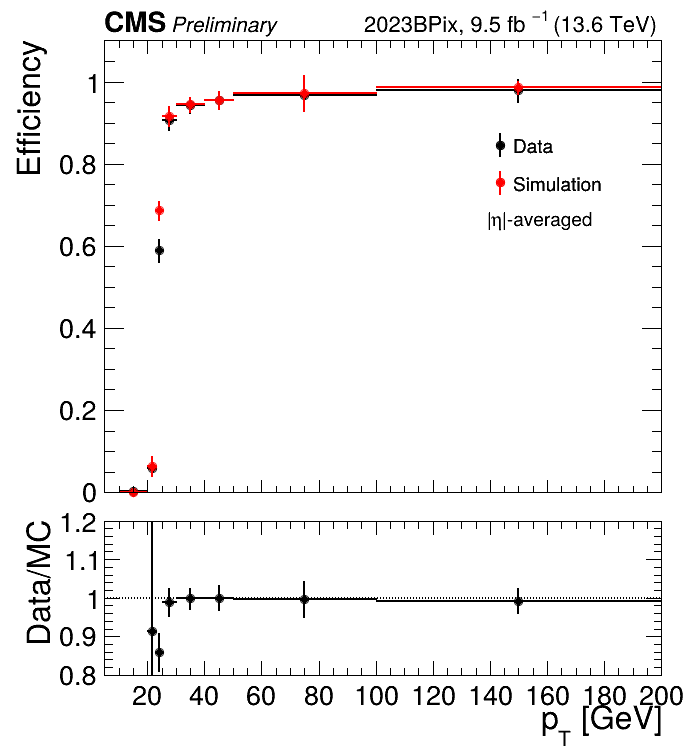 CMS Preliminary 2023BPix, 9.5 fb⁻¹ (13.6 TeV)
Efficiency
1
0.8
0.6
0.4
0.2
0
Data
Simulation
|η|-averaged
Data/MC
1.2
1.1
1
0.9
0.8
20 40 60 80 100 120 140 160 180 200
p_T [GeV]